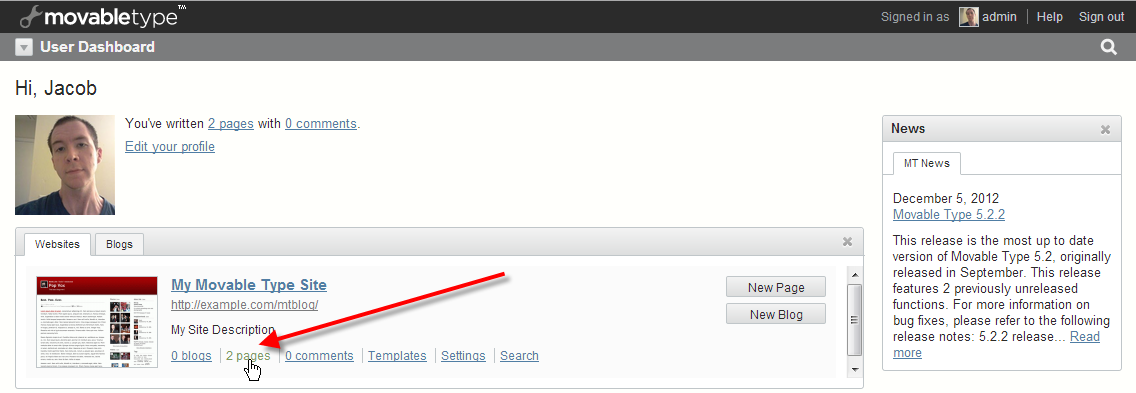 movabletype™
Signed in as admin Help Sign out
User Dashboard
Hi, Jacob
You've written 2 pages with 0 comments.
Edit your profile
Websites Blogs
My Movable Type Site
http://example.com/mtblog/
My Site Description
0 blogs 2 pages 0 comments Templates Settings Search
New Page
New Blog
News
MT News
December 5, 2012
Movable Type 5.2.2
This release is the most up to date
version of Movable Type 5.2, originally
released in September. This release
features 2 previously unreleased
functions. For more information on
bug fixes, please refer to the following
release notes: 5.2.2 release... Read
more